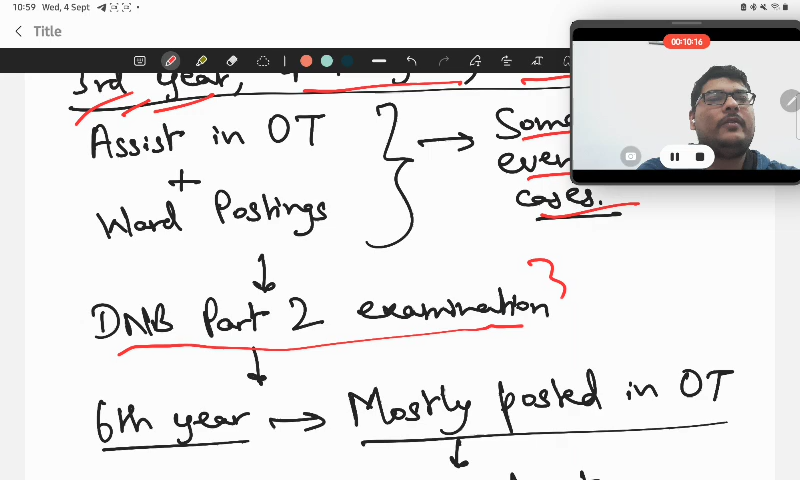 10:59 Wed, 4 Sept
Title
00:10:16
3rd year,
Assist in OT
+
Ward Postings
Some
even
cases.
DNB Part 2 examination
6th year → Mostly posted in OT